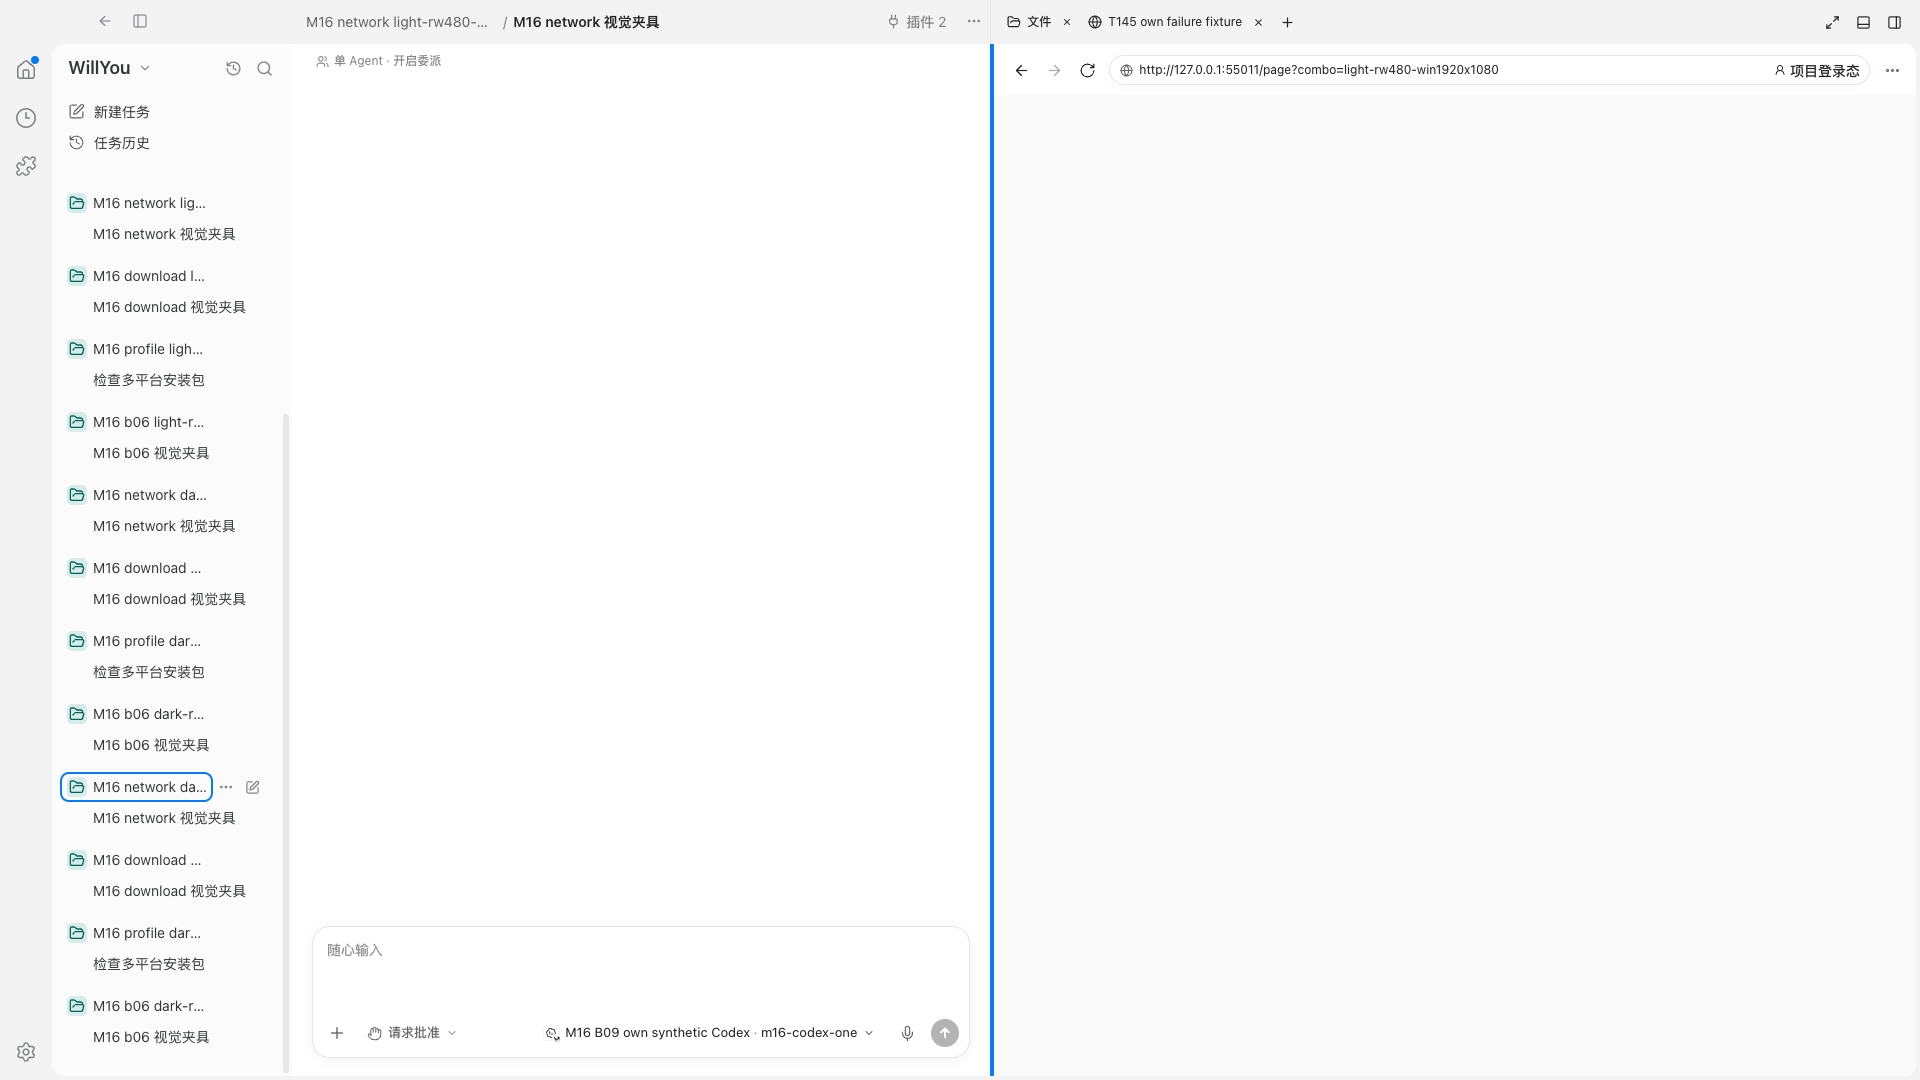 M16 network light-rw480-... / M16 network 视觉夹具
插件 2
文件
T145 own failure fixture
WillYou
新建任务
任务历史
M16 network lig...
M16 network 视觉夹具
M16 download l...
M16 download 视觉夹具
M16 profile ligh...
检查多平台安装包
M16 b06 light-r...
M16 b06 视觉夹具
M16 network da...
M16 network 视觉夹具
M16 download ...
M16 download 视觉夹具
M16 profile dar...
检查多平台安装包
M16 b06 dark-r...
M16 b06 视觉夹具
M16 network da...
M16 network 视觉夹具
M16 download ...
M16 download 视觉夹具
M16 profile dar...
检查多平台安装包
M16 b06 dark-r...
M16 b06 视觉夹具
单 Agent · 开启委派
随心输入
请求批准
M16 B09 own synthetic Codex · m16-codex-one
http://127.0.0.1:55011/page?combo=light-rw480-win1920x1080
项目登录态